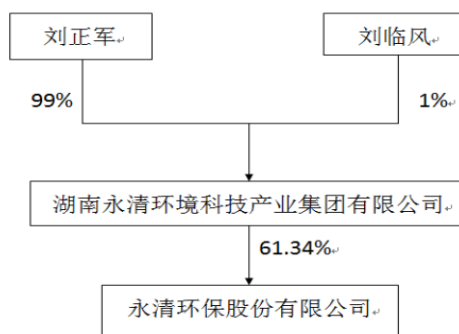 刘正军
刘临风
99%
1%
湖南永清环境科技产业集团有限公司
61.34%
永清环保股份有限公司